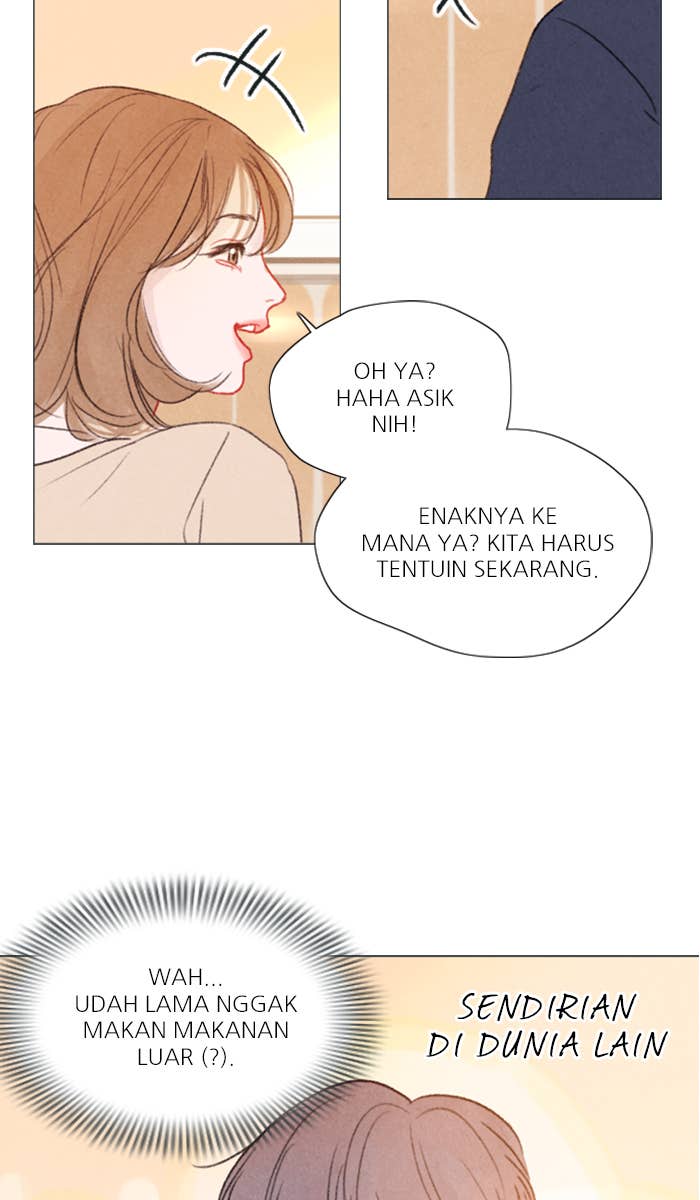 OH YA?
HAHA ASIK
NIH!
ENAKNYA KE
MANA YA? KITA HARUS
TENTUIN SEKARANG.
WAH...
UDAH LAMA NGGAK
MAKAN MAKANAN
LUAR (?).
SENDIRIAN
DI DUNIA LAIN